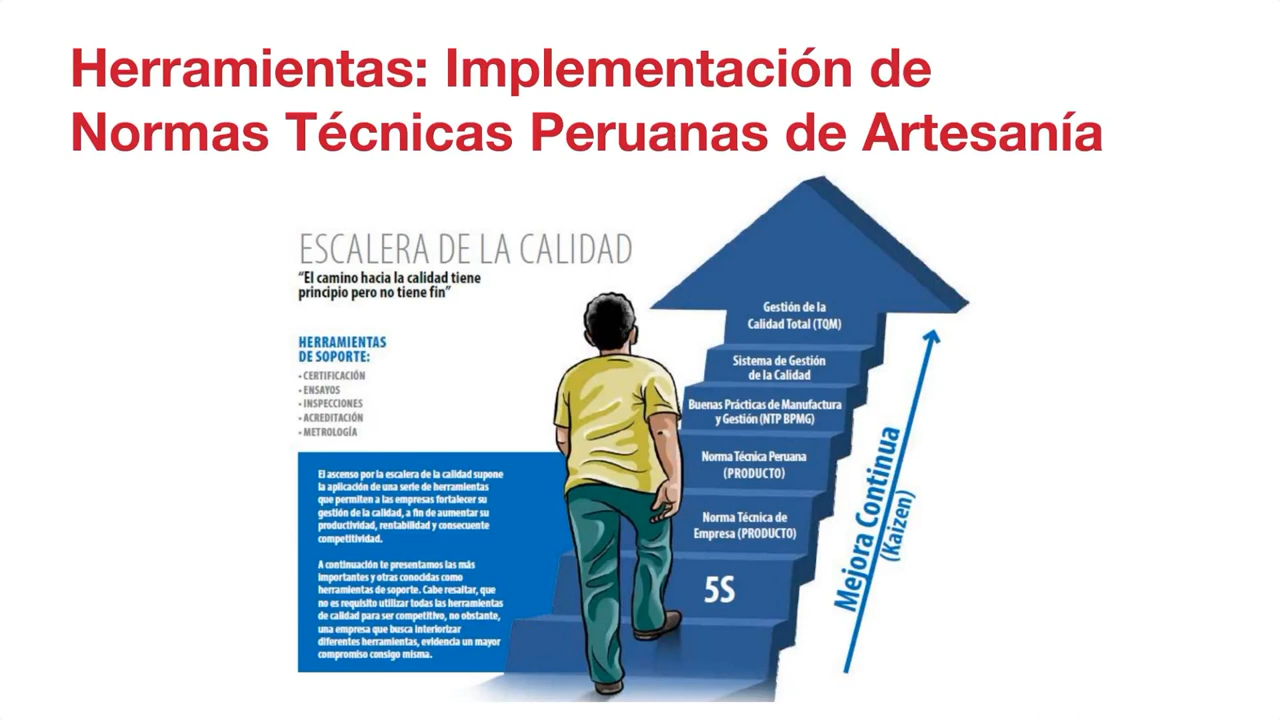 Herramientas: Implementación de
Normas Técnicas Peruanas de Artesanía
ESCALERA DE LA CALIDAD
“El camino hacia la calidad tiene
principio pero no tiene fin”
HERRAMIENTAS
DE SOPORTE:
• CERTIFICACIÓN
• ENSAYOS
• INSPECCIONES
• ACREDITACIÓN
• METROLOGÍA
El ascenso por la escalera de la calidad supone
la aplicación de una serie de herramientas
que permiten a las empresas fortalecer su
gestión de la calidad, a fin de aumentar su
productividad, rentabilidad y consecuente
competitividad.
A continuación te presentamos las más
importantes y otras conocidas como
herramientas de soporte. Cabe resaltar, que
no es requisito utilizar todas las herramientas
de calidad para ser competitivo, no obstante,
una empresa que busca interiorizar
diferentes herramientas, evidencia un mayor
compromiso consigo misma.
Gestión de la
Calidad Total (TQM)
Sistema de Gestión
de la Calidad
Buenas Prácticas de Manufactura
y Gestión (NTP BPMG)
Norma Técnica Peruana
(PRODUCTO)
Norma Técnica de
Empresa (PRODUCTO)
5S
Mejora Continua
(Kaizen)